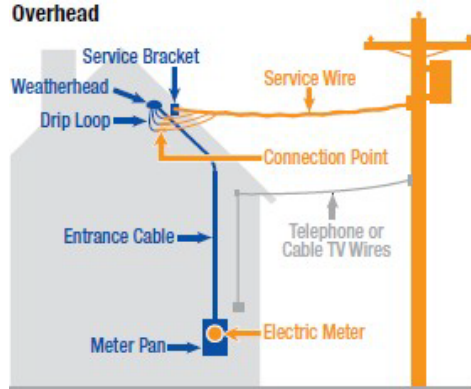 Overhead
Service Bracket
Weatherhead
Service Wire
Drip Loop
Connection Point
Entrance Cable
Telephone or
Cable TV Wires
Electric Meter
Meter Pan